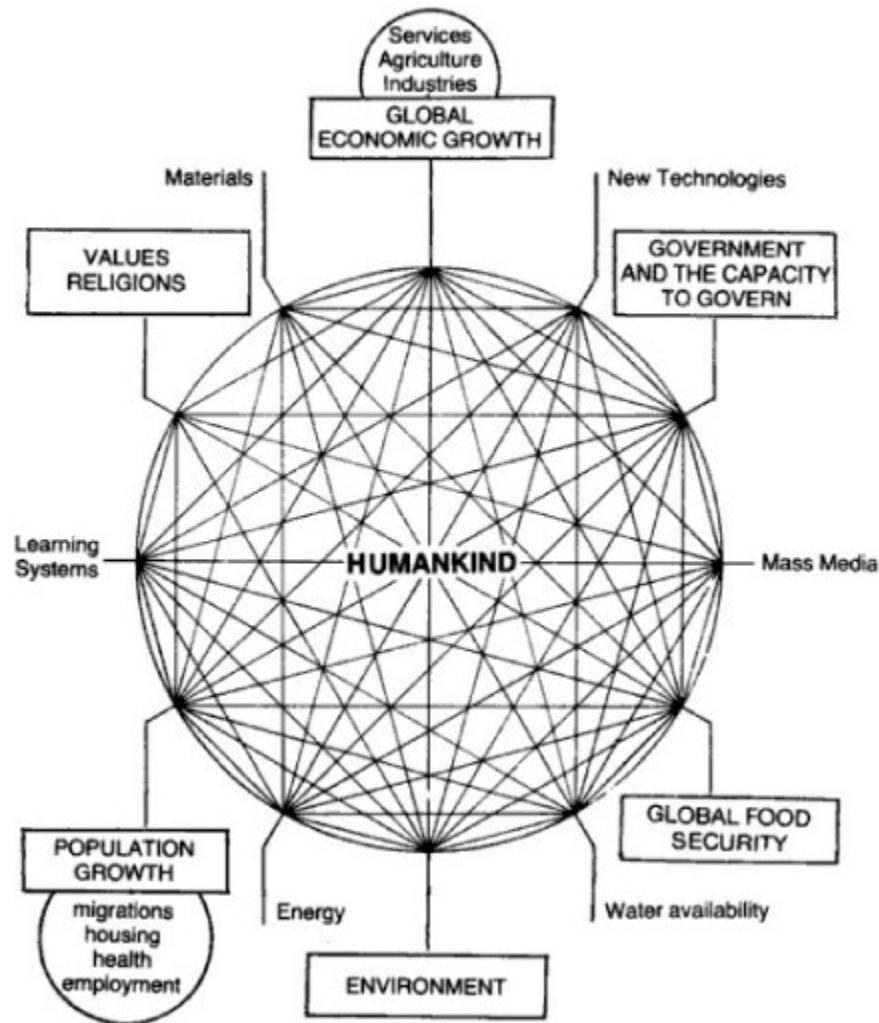 Services
Agriculture
Industries
GLOBAL
ECONOMIC GROWTH
Materials
New Technologies
VALUES
RELIGIONS
GOVERNMENT
AND THE CAPACITY
TO GOVERN
Learning
Systems
HUMANKIND
Mass Media
GLOBAL FOOD
SECURITY
POPULATION
GROWTH
migrations
housing
health
employment
Energy
Water availability
ENVIRONMENT